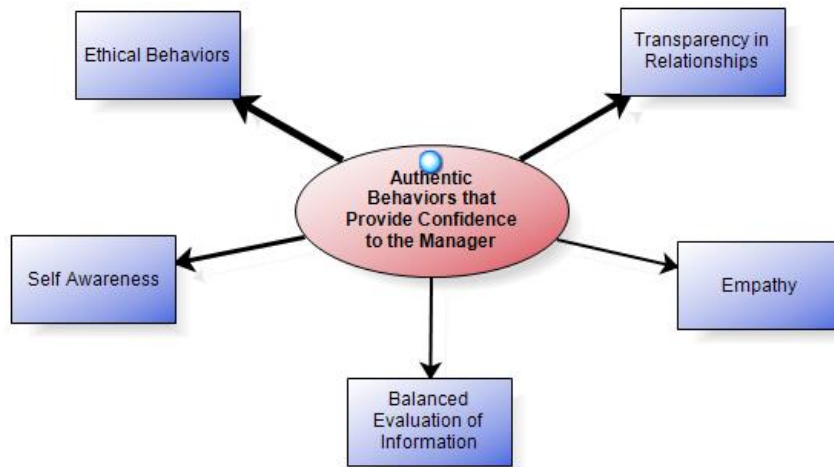 Ethical Behaviors
Transparency in
Relationships
Authentic
Behaviors that
Provide Confidence
to the Manager
Self Awareness
Empathy
Balanced
Evaluation of
Information